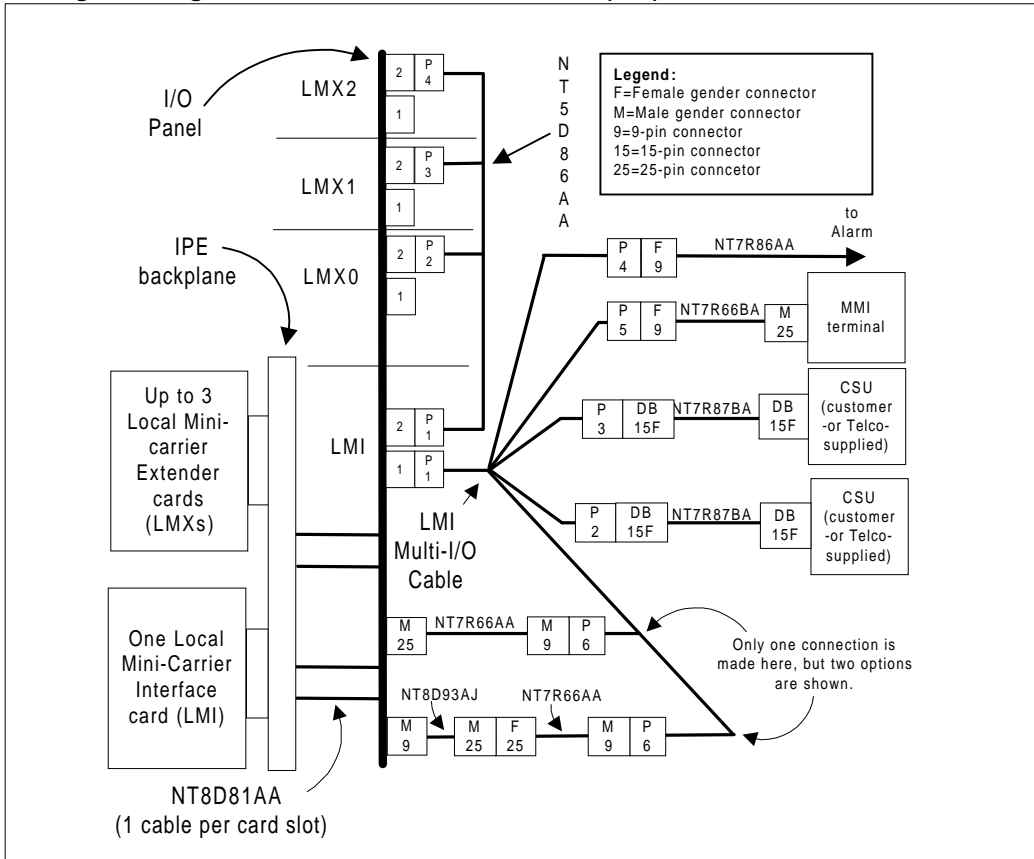 I/O
Panel
LMX2
2
P
4
1
LMX1
2
P
3
1
LMX0
2
P
2
1
LMI
2
P
1
1
P
1
N
T
5
D
8
6
A
A
Legend:
F=Female gender connector
M=Male gender connector
9=9-pin connector
15=15-pin connector
25=25-pin conncetor
IPE
backplane
Up to 3
Local Mini-
carrier
Extender
cards
(LMXs)
One Local
Mini-Carrier
Interface
card (LMI)
NT8D81AA
(1 cable per card slot)
LMI
Multi-I/O
Cable
P
4
F
9
NT7R86AA
to
Alarm
P
5
F
9
NT7R66BA
M
25
MMI
terminal
P
3
DB
15F
NT7R87BA
DB
15F
CSU
(customer
-or Telco-
supplied)
P
2
DB
15F
NT7R87BA
DB
15F
CSU
(customer
-or Telco-
supplied)
M
25
NT7R66AA
M
9
P
6
Only one connection is
made here, but two options
are shown.
M
9
NT8D93AJ
M
25
F
25
NT7R66AA
M
9
P
6